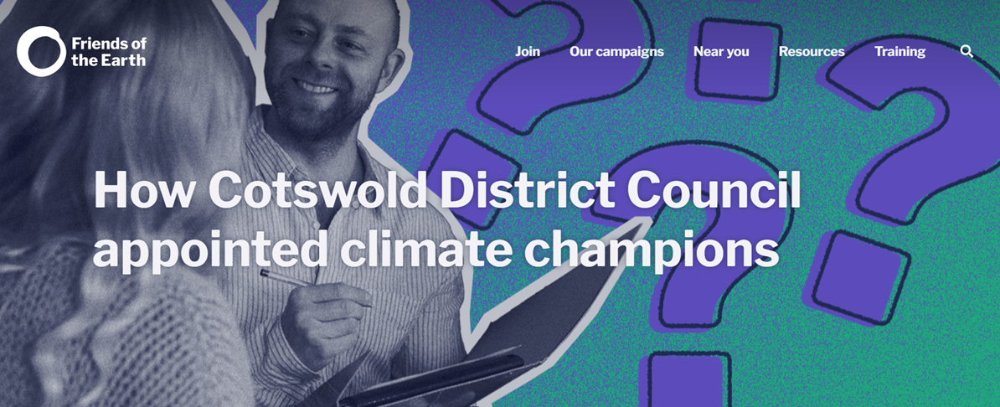 Friends of
the Earth
Join
Our campaigns
Near you
Resources
Training
How Cotswold District Council
appointed climate champions